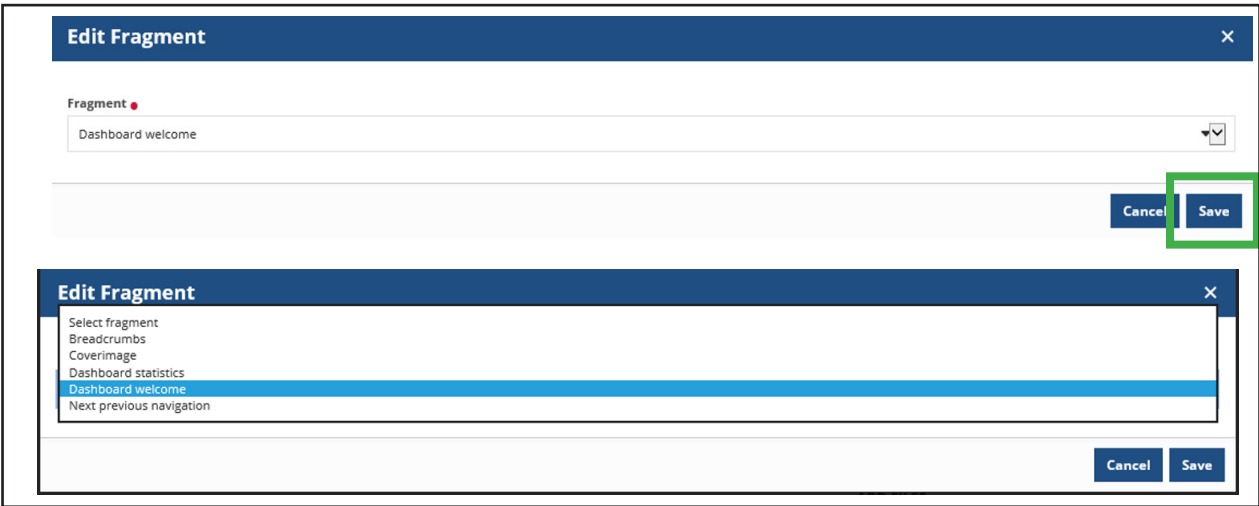 Edit Fragment ×
Fragment
Dashboard welcome
Cancel Save
Edit Fragment ×
Select fragment
Breadcrumbs
Coverimage
Dashboard statistics
Dashboard welcome
Next previous navigation
Cancel Save